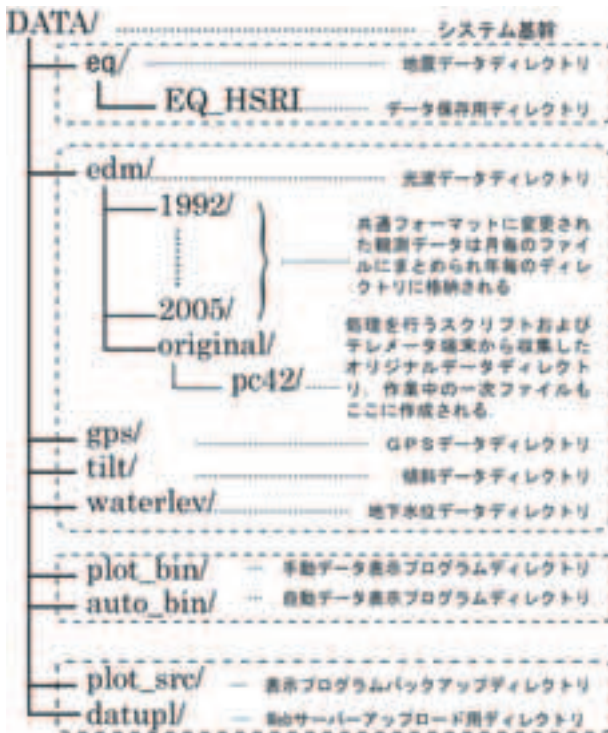 DATA/ システム基幹
eq/ 地震データディレクトリ
EQ_HSRI データ保存用ディレクトリ
edm/ 光波データディレクトリ
1992/
共通フォーマットに変更され
た観測データは月毎のファイ
ルにまとめられ年毎のディレ
クトリに格納される
2005/
original/
処理を行うスクリプトおよび
テレメータ端末から収集した
オリジナルデータディレクト
リ. 作業中の一次ファイルも
ここに作成される.
pc42/
gps/ GPSデータディレクトリ
tilt/ 傾斜データディレクトリ
waterlev/ 地下水位データディレクトリ
plot_bin/ 手動データ表示プログラムディレクトリ
auto_bin/ 自動データ表示プログラムディレクトリ
plot_src/ 表示プログラムバックアップディレクトリ
datupl/ Webサーバーアップロード用ディレクトリ